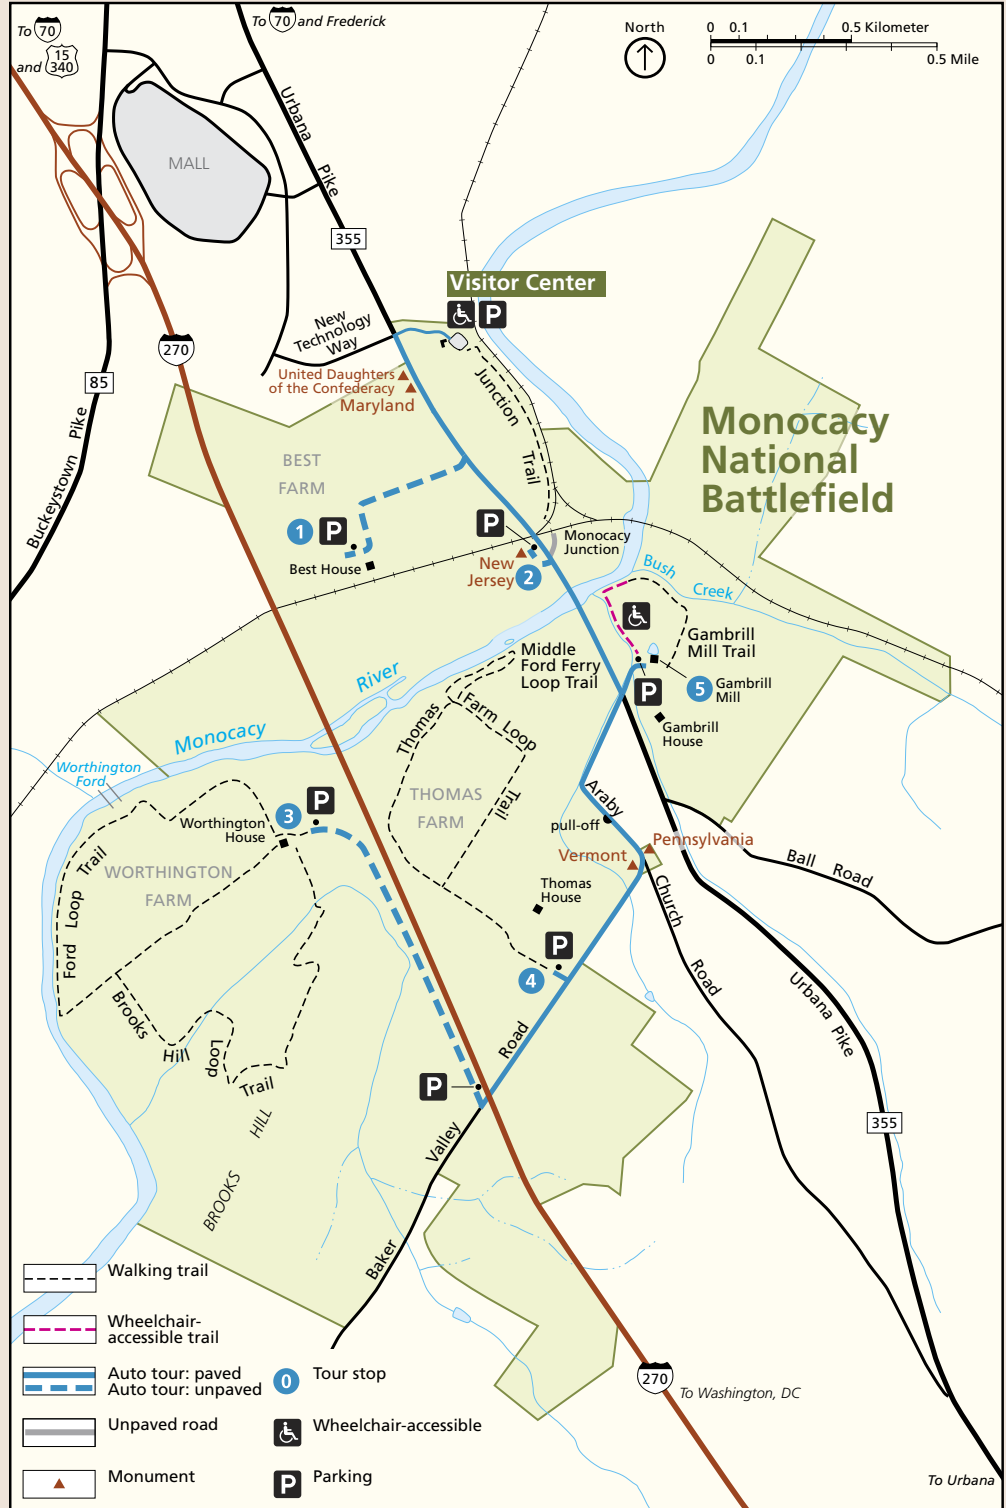 To 70
and 15
340
To 70 and Frederick
North
0 0.1 0.5 Kilometer
0 0.1 0.5 Mile
MALL
Urbana Pike
355
Visitor Center
P
New
Technology
Way
270
85
Buckeystown Pike
United Daughters
of the Confederacy
Maryland
Junction Trail
Monocacy
National
Battlefield
BEST
FARM
1 P
Best House
P
New
Jersey
2
Monocacy
Junction
Bush Creek
Gambrill
Mill Trail
P
5
Gambrill
Mill
Gambrill
House
Middle
Ford Ferry
Loop Trail
Monocacy River
Worthington
Ford
Thomas Farm Loop Trail
THOMAS
FARM
3 P
Worthington
House
WORTHINGTON
FARM
Ford Loop Trail
Araby Church Road
pull-off
Pennsylvania
Vermont
Ball Road
Thomas
House
P
4
Urbana Pike
355
Brooks Hill Loop Trail
BROOKS HILL
P
Baker Valley Road
270
To Washington, DC
To Urbana
Walking trail
Wheelchair-
accessible trail
Auto tour: paved
Auto tour: unpaved
Unpaved road
Monument
0 Tour stop
Wheelchair-accessible
P Parking